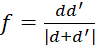 f = dd′ / |d+d′|